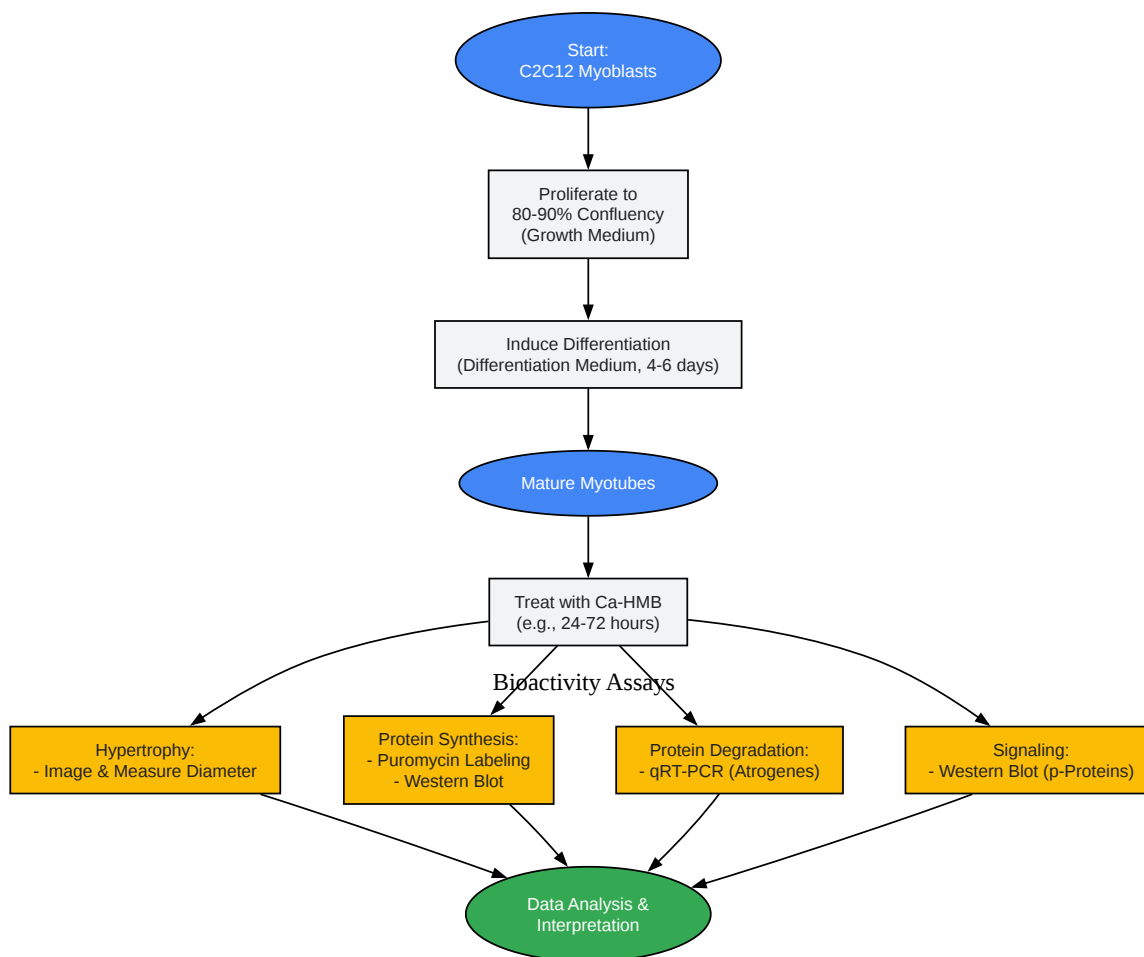 Start:
C2C12 Myoblasts
Proliferate to
80-90% Confluency
(Growth Medium)
Induce Differentiation
(Differentiation Medium, 4-6 days)
Mature Myotubes
Treat with Ca-HMB
(e.g., 24-72 hours)
Bioactivity Assays
Hypertrophy:
- Image & Measure Diameter
Protein Synthesis:
- Puromycin Labeling
- Western Blot
Protein Degradation:
- qRT-PCR (Atrogenes)
Signaling:
- Western Blot (p-Proteins)
Data Analysis &
Interpretation